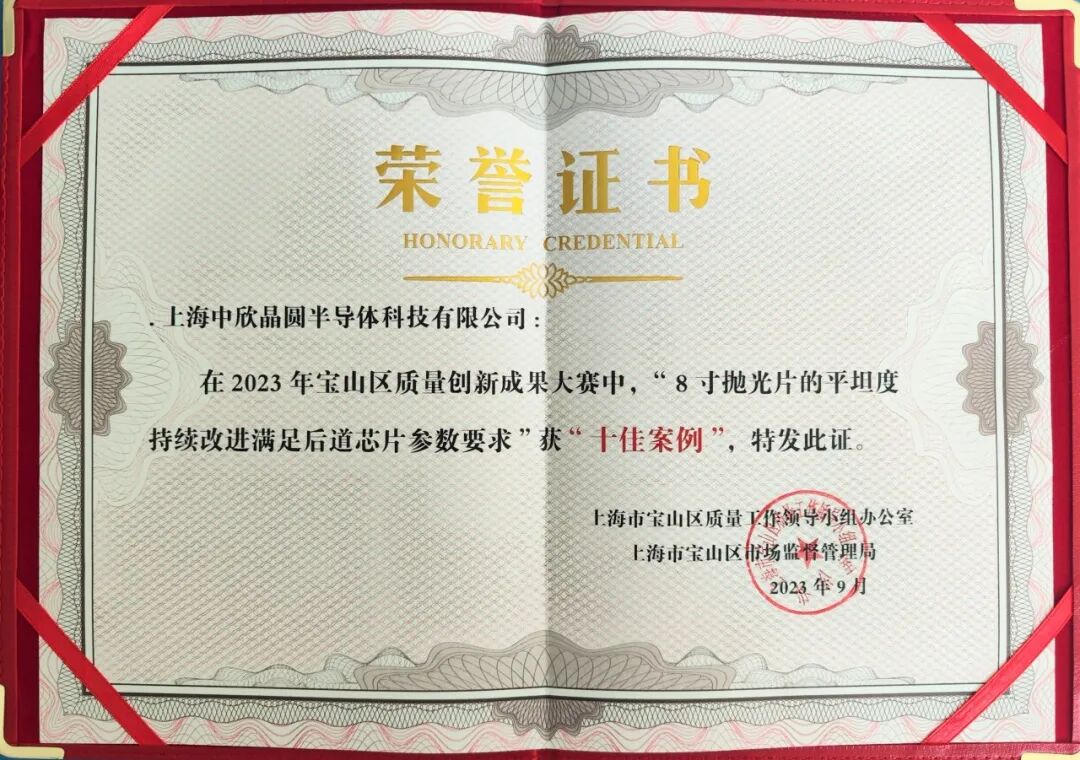 荣誉证书
HONORARY CREDENTIAL
.上海中欣晶圆半导体科技有限公司：
在2023年宝山区质量创新成果大赛中，“8寸抛光片的平坦度
持续改进满足后道芯片参数要求”获“十佳案例”，特发此证。
上海市宝山区质量工作领导小组办公室
上海市宝山区市场监督管理局
2023年9月